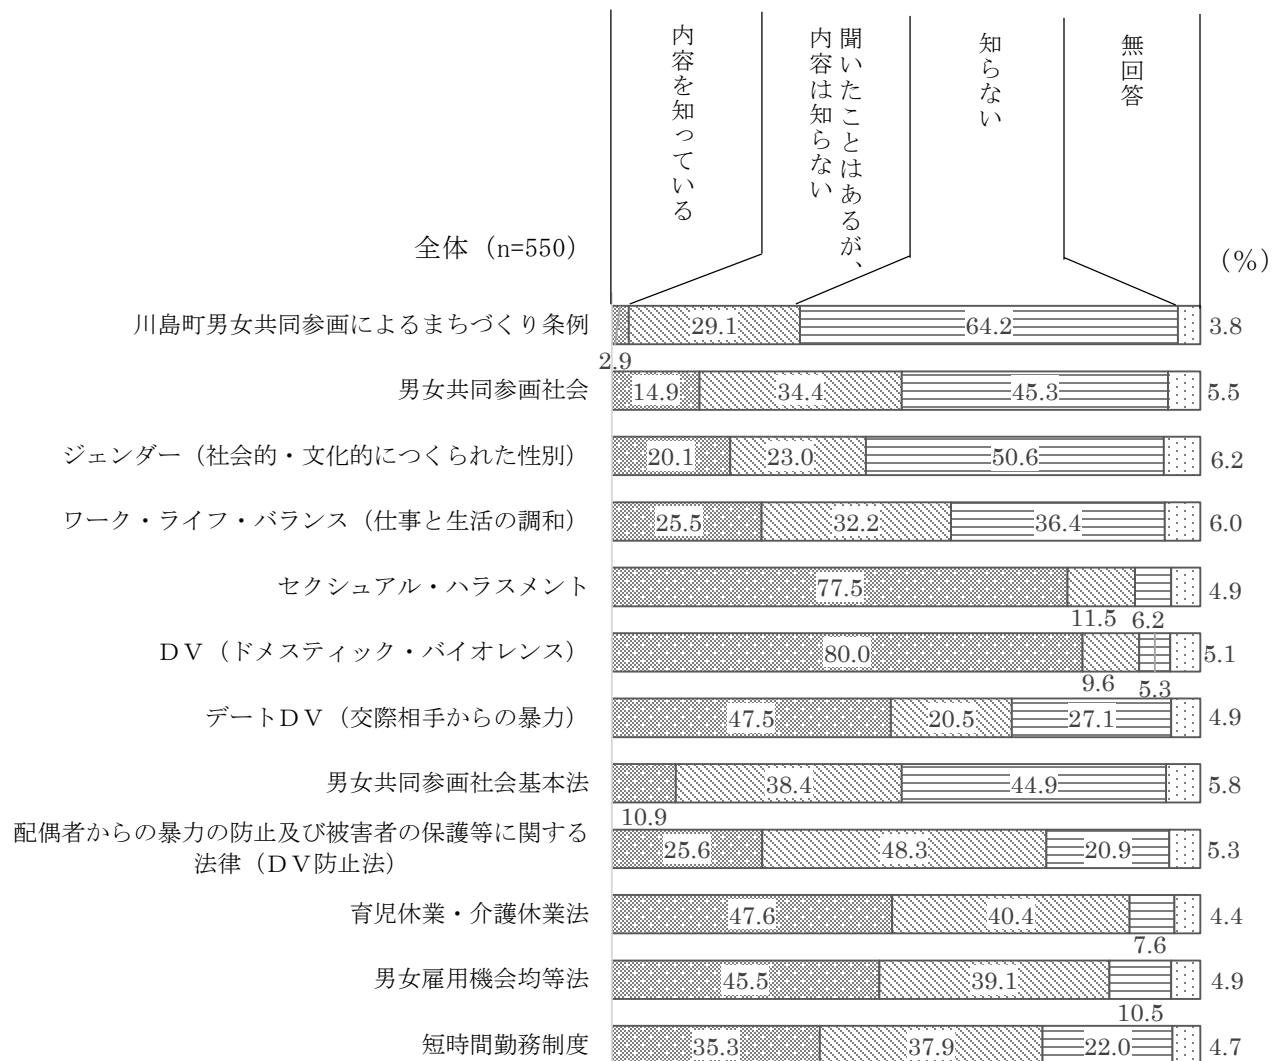 内容を知っている
聞いたことはあるが、
内容は知らない
知らない
無回答
全体（n=550）
（%）
川島町男女共同参画によるまちづくり条例
2.9
29.1
64.2
3.8
男女共同参画社会
14.9
34.4
45.3
5.5
ジェンダー（社会的・文化的につくられた性別）
20.1
23.0
50.6
6.2
ワーク・ライフ・バランス（仕事と生活の調和）
25.5
32.2
36.4
6.0
セクシュアル・ハラスメント
77.5
11.5
6.2
4.9
ＤＶ（ドメスティック・バイオレンス）
80.0
9.6
5.3
5.1
デートＤＶ（交際相手からの暴力）
47.5
20.5
27.1
4.9
男女共同参画社会基本法
10.9
38.4
44.9
5.8
配偶者からの暴力の防止及び被害者の保護等に関する
法律（ＤＶ防止法）
25.6
48.3
20.9
5.3
育児休業・介護休業法
47.6
40.4
7.6
4.4
男女雇用機会均等法
45.5
39.1
10.5
4.9
短時間勤務制度
35.3
37.9
22.0
4.7